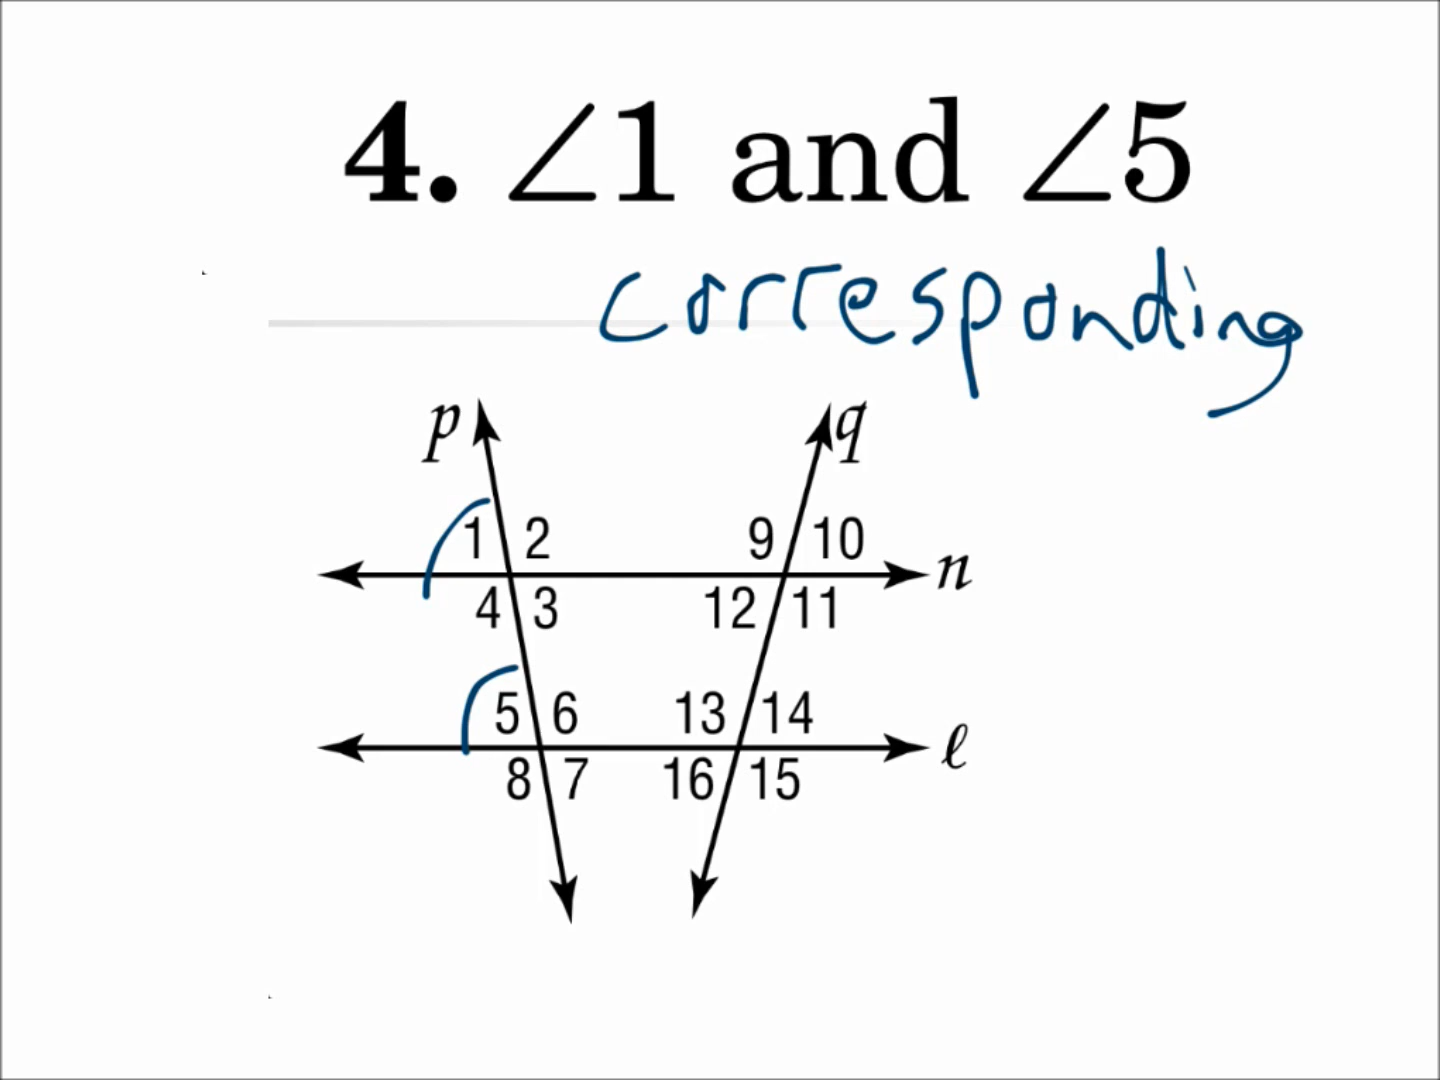 4. ∠1 and ∠5
corresponding
p q
1 2 9 10
n
4 3 12 11
5 6 13 14
ℓ
8 7 16 15